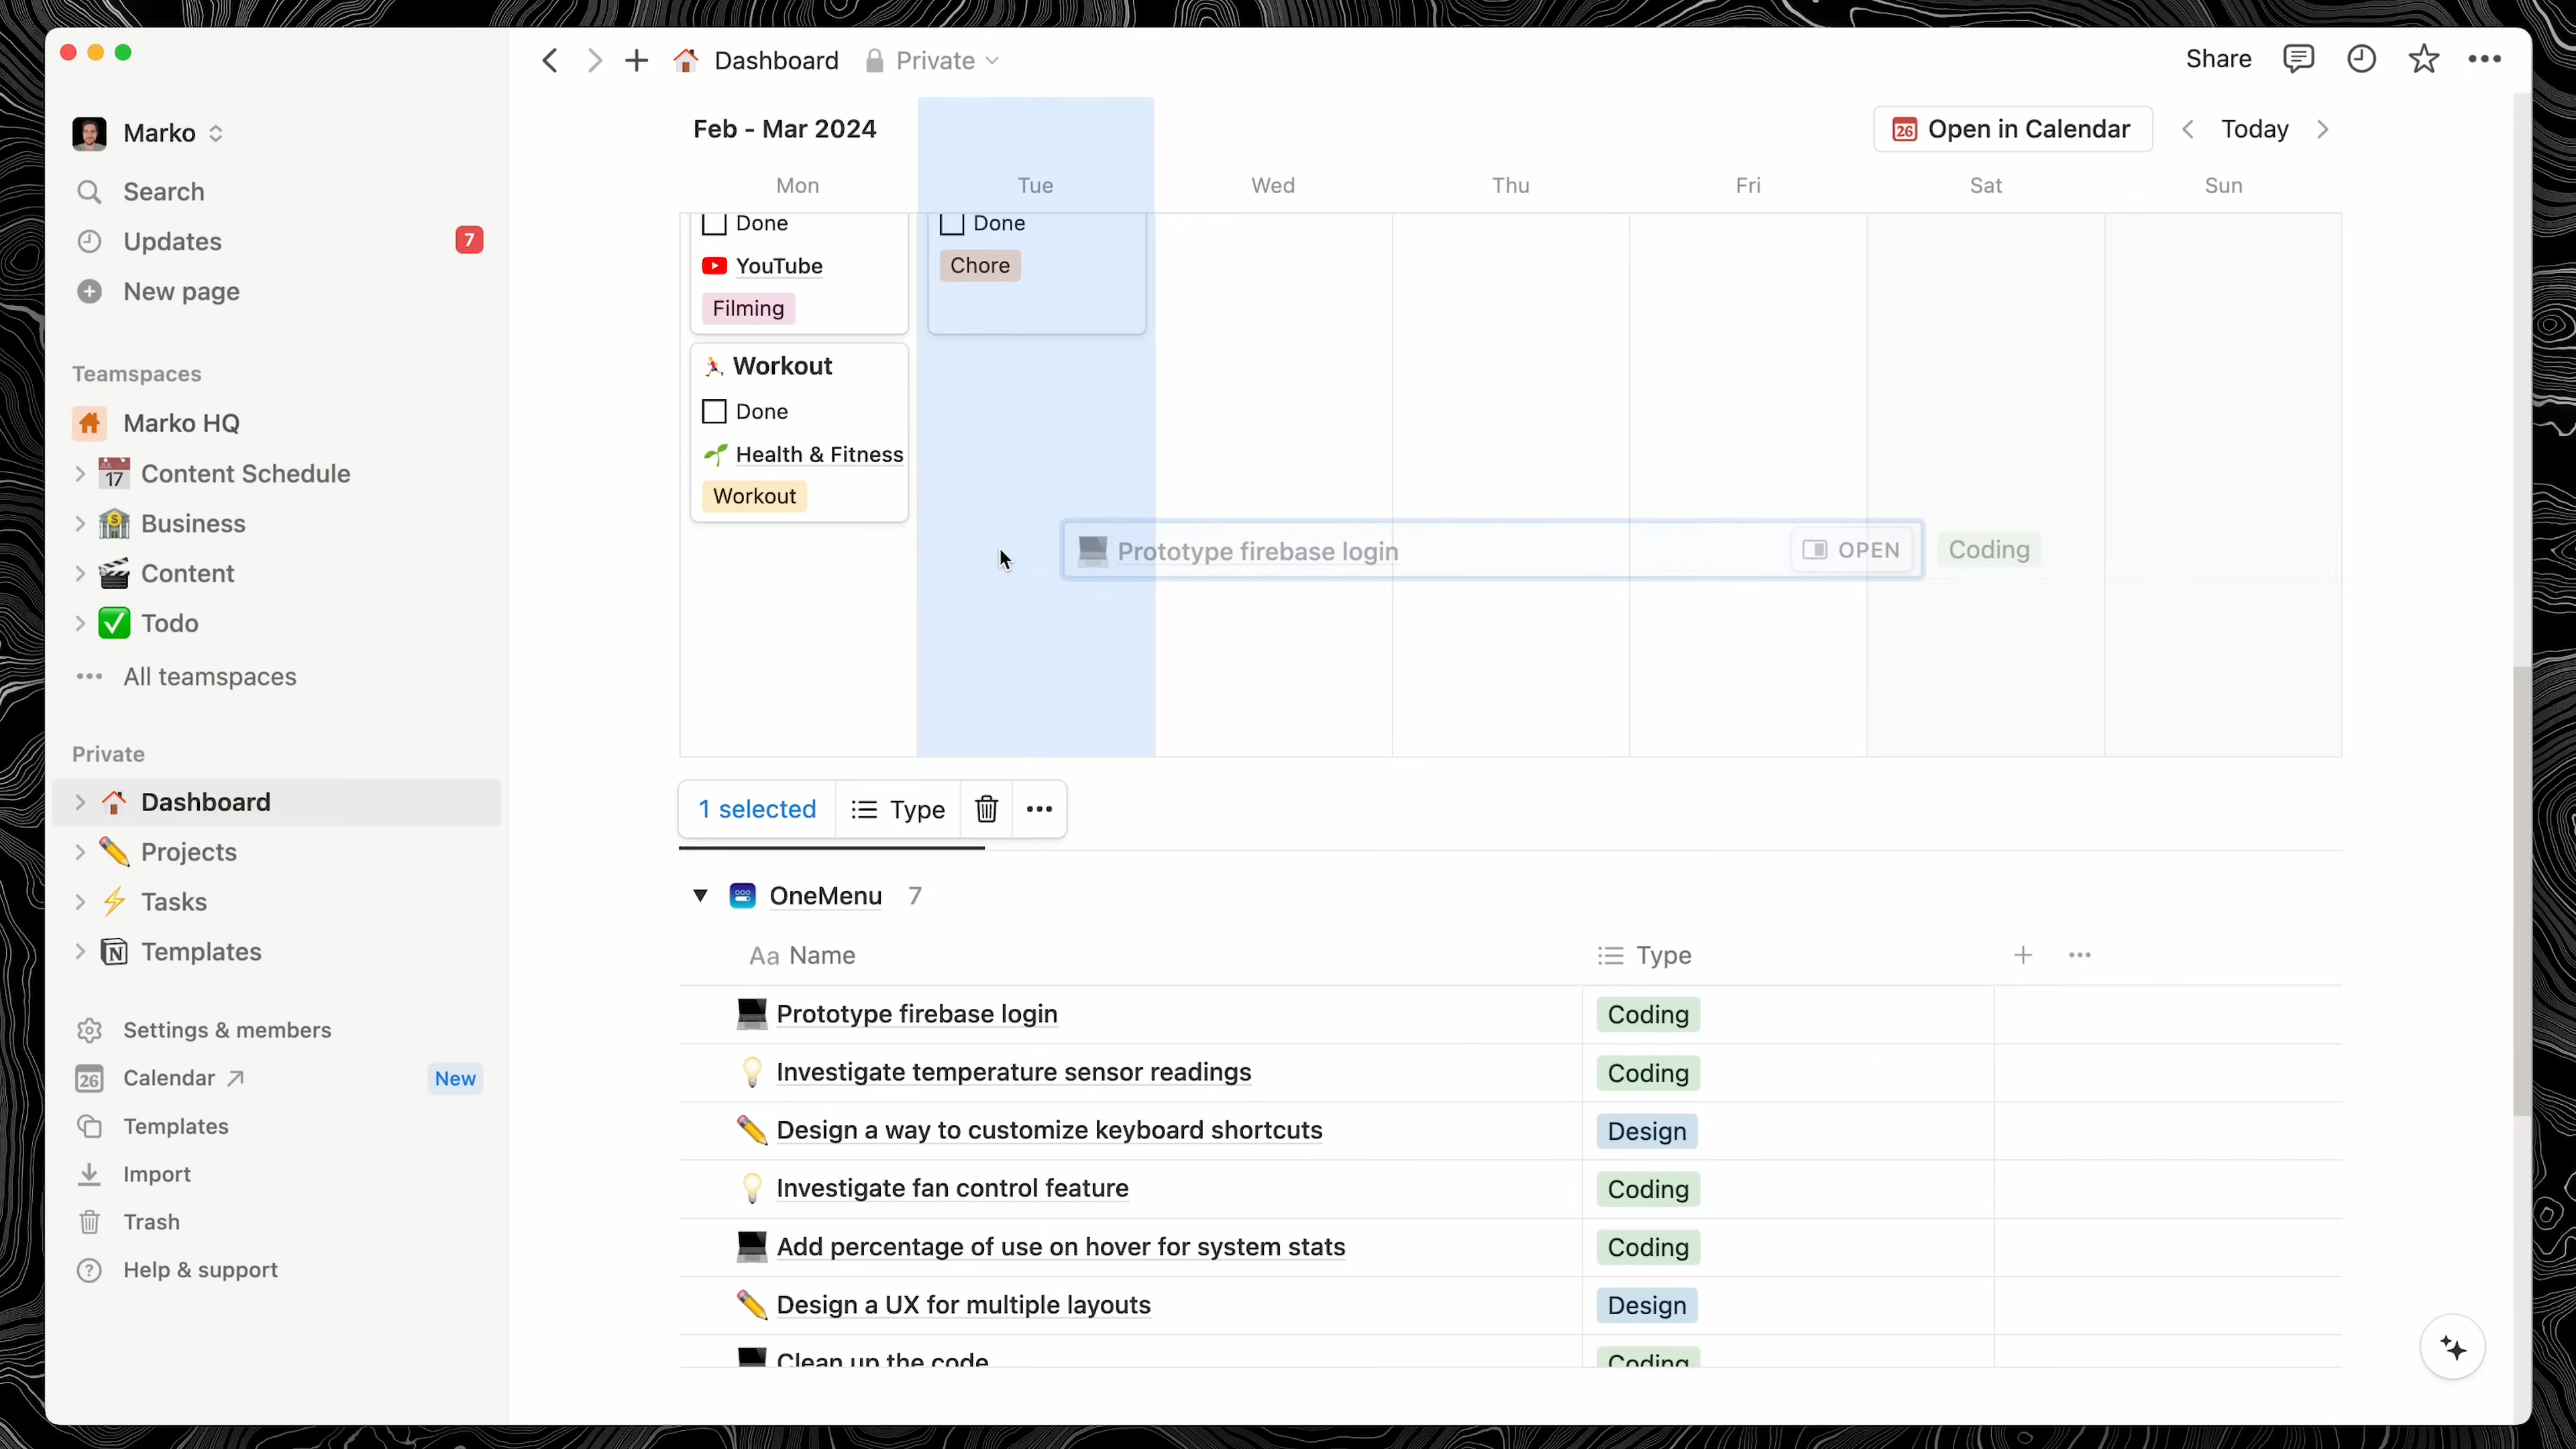 Marko
Search
Updates 7
New page
Teamspaces
Marko HQ
17 Content Schedule
Business
Content
Todo
All teamspaces
Private
Dashboard
Projects
Tasks
Templates
Settings & members
26 Calendar New
Templates
Import
Trash
Help & support
Dashboard Private
Share
Feb - Mar 2024
26 Open in Calendar Today
Mon Tue Wed Thu Fri Sat Sun
Done
YouTube
Filming
Done
Chore
Workout
Done
Health & Fitness
Workout
Prototype firebase login OPEN Coding
1 selected Type
OneMenu 7
Aa Name Type
Prototype firebase login Coding
Investigate temperature sensor readings Coding
Design a way to customize keyboard shortcuts Design
Investigate fan control feature Coding
Add percentage of use on hover for system stats Coding
Design a UX for multiple layouts Design
Clean up the code Coding